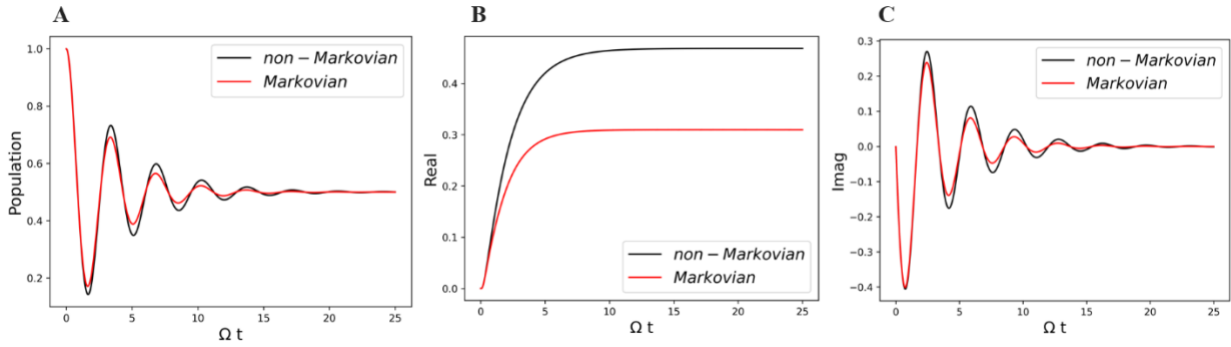 A
Population
1.0
0.8
0.6
0.4
0.2
non − Markovian
Markovian
0 5 10 15 20 25
Ω t
B
Real
0.4
0.3
0.2
0.1
0.0
non − Markovian
Markovian
0 5 10 15 20 25
Ω t
C
Imag
0.3
0.2
0.1
0.0
−0.1
−0.2
−0.3
−0.4
non − Markovian
Markovian
0 5 10 15 20 25
Ω t